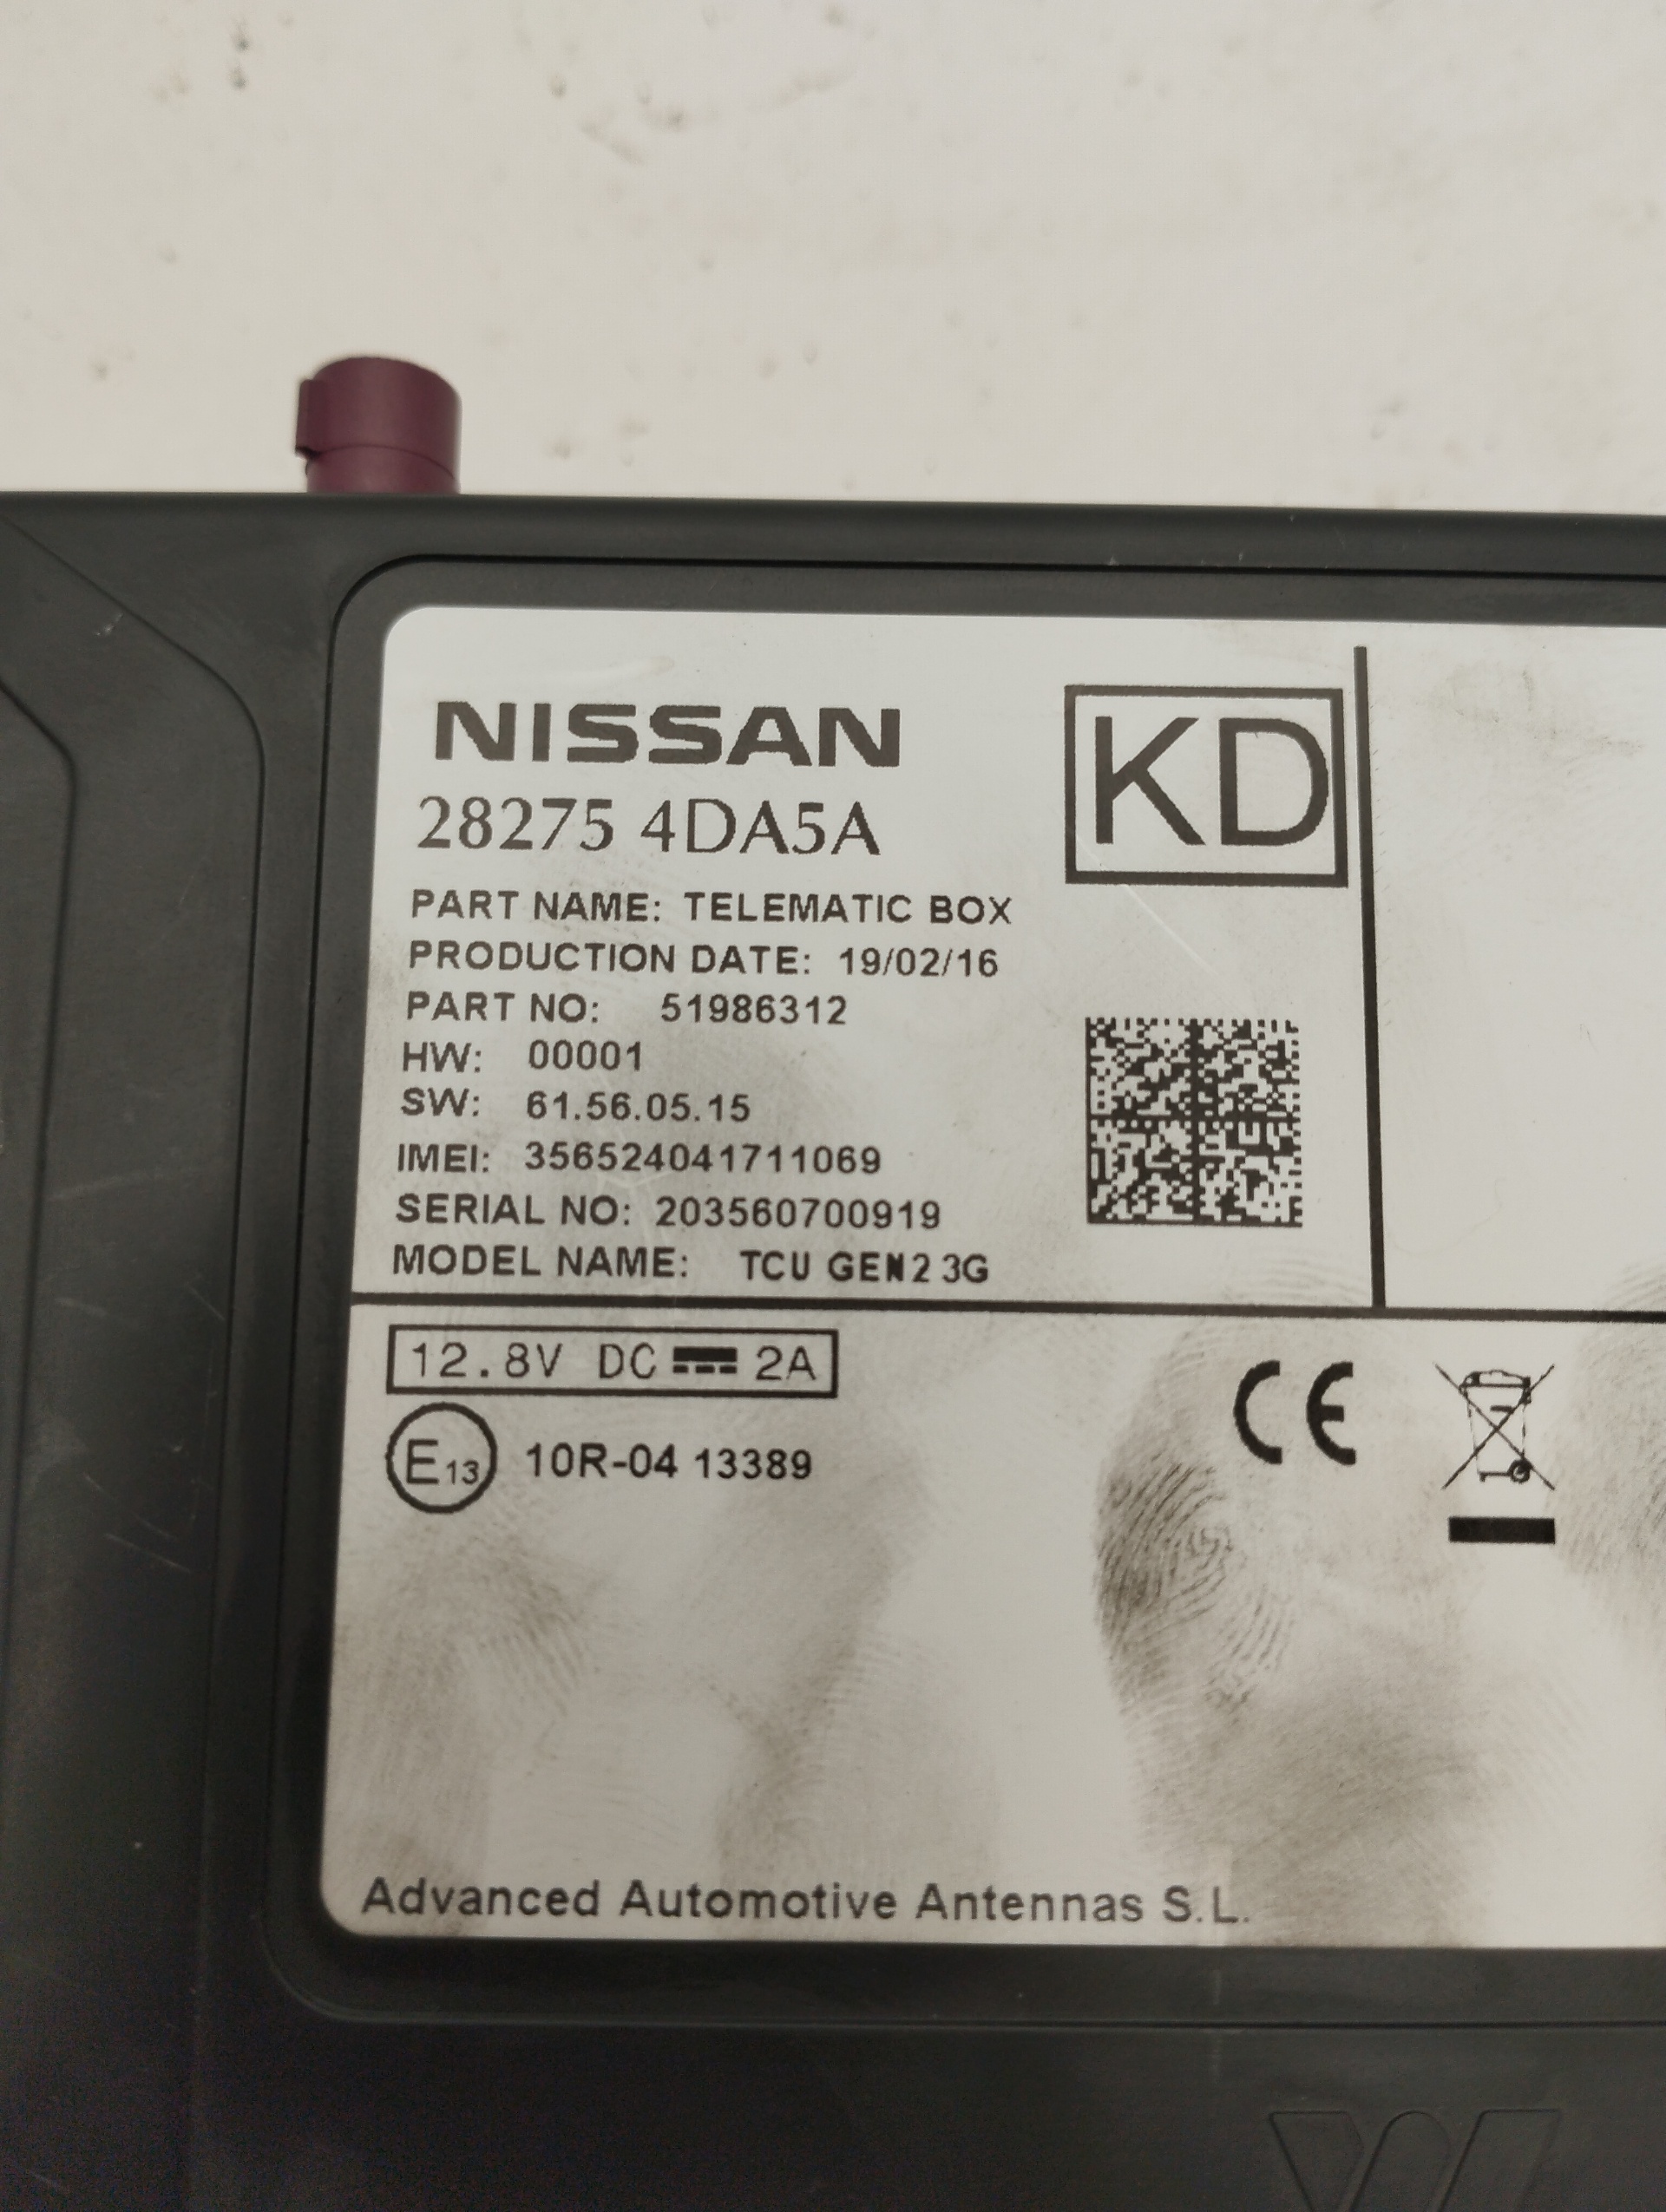 NISSAN
KD
28275 4DA5A
PART NAME: TELEMATIC BOX
PRODUCTION DATE: 19/02/16
PART NO: 51986312
HW: 00001
SW: 61.56.05.15
IMEI: 356524041711069
SERIAL NO: 203560700919
MODEL NAME: TCU GEN2 3G
12.8V DC 2A
E13 10R-04 13389
CE
Advanced Automotive Antennas S.L.